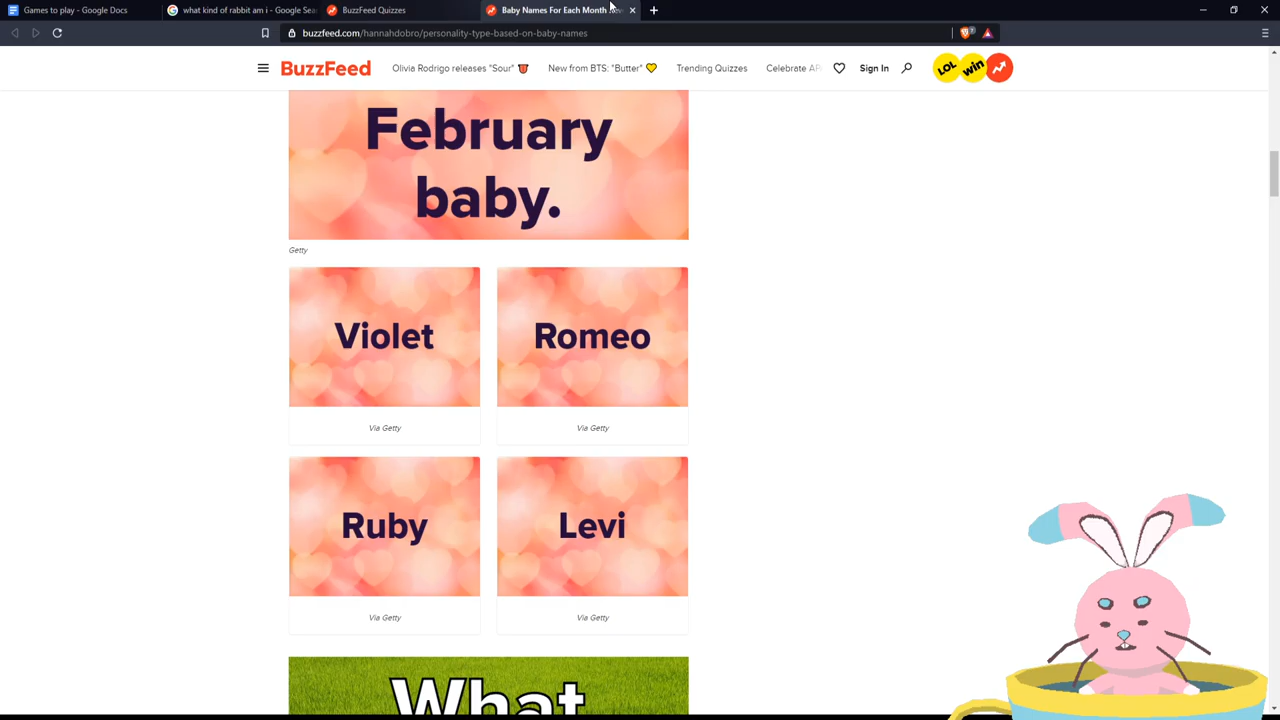 Games to play - Google Docs
what kind of rabbit am i - Google Sea
BuzzFeed Quizzes
Baby Names For Each Month
buzzfeed.com/hannahdobro/personality-type-based-on-baby-names
BuzzFeed
Olivia Rodrigo releases "Sour"
New from BTS: "Butter"
Trending Quizzes
Celebrate AP
Sign In
LOL
win
February
baby.
Getty
Violet
Romeo
Via Getty
Via Getty
Ruby
Levi
Via Getty
Via Getty
What